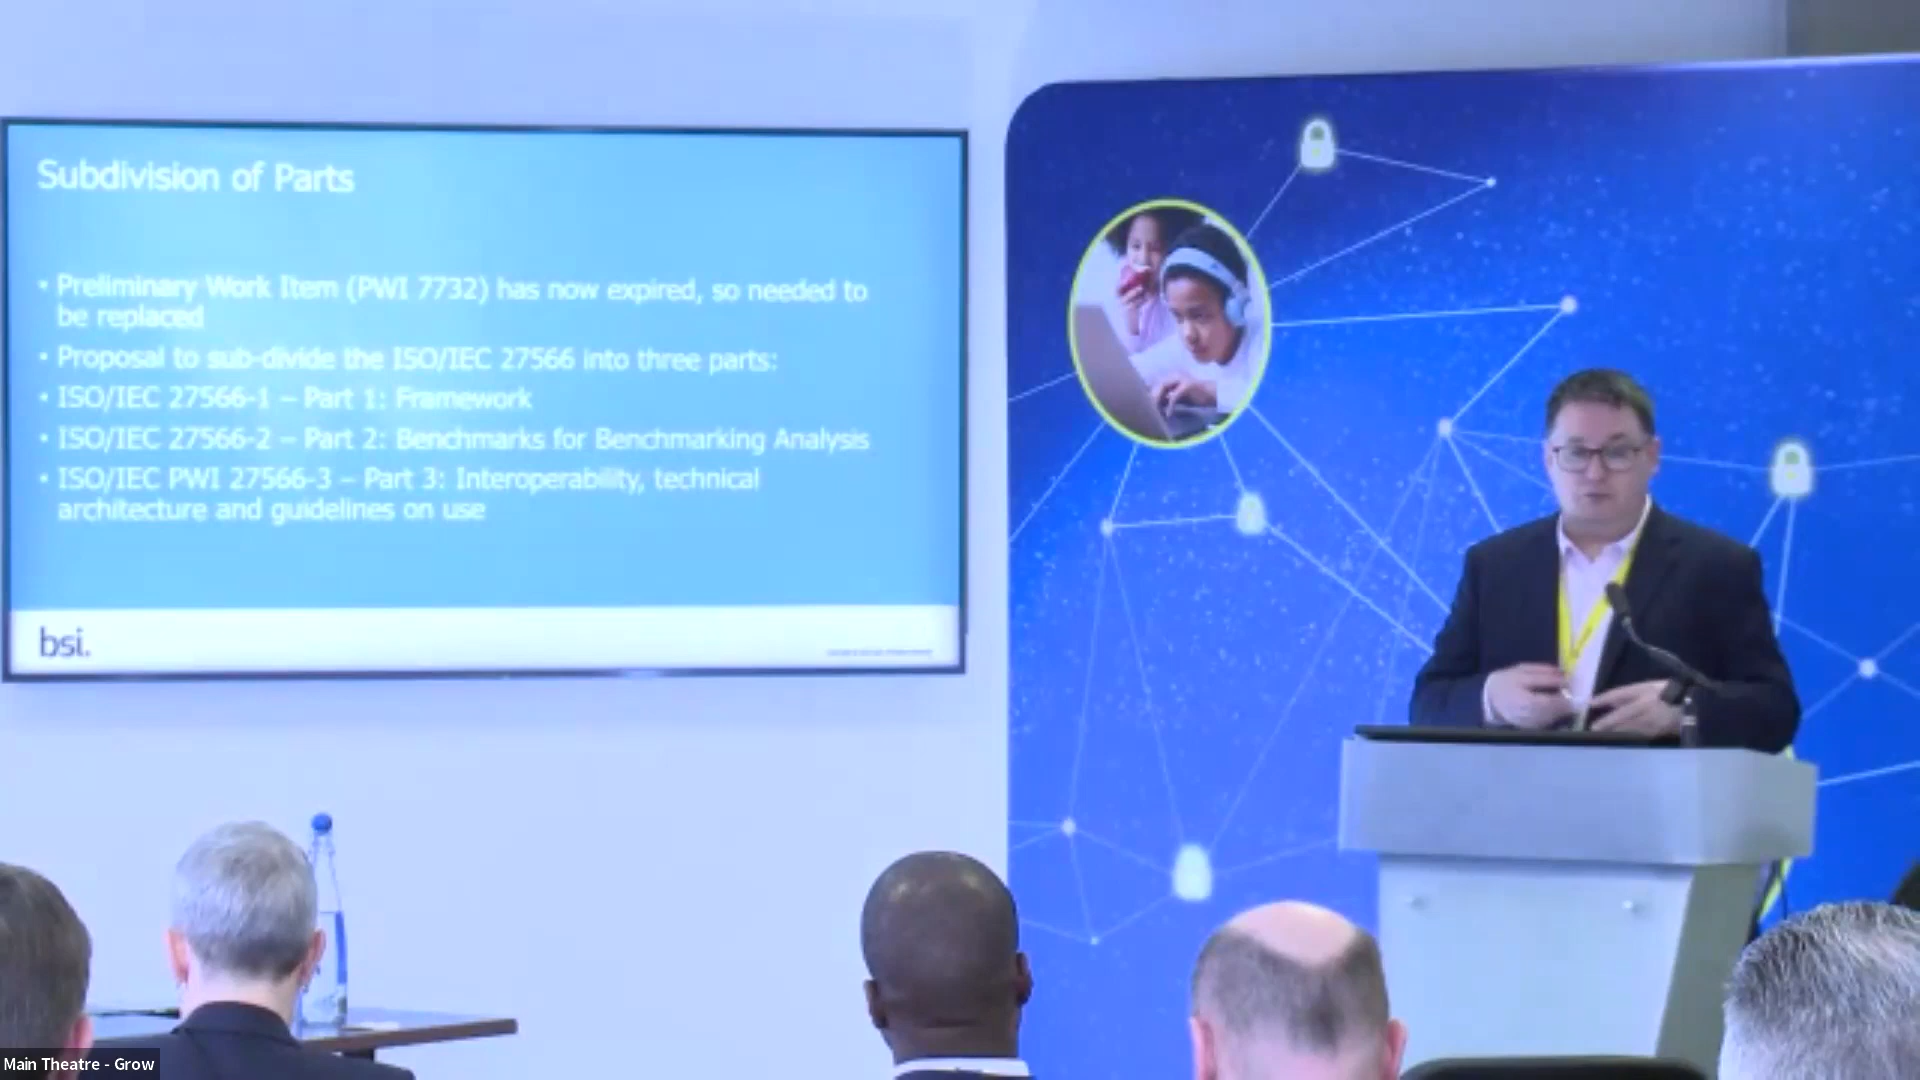 Subdivision of Parts
• Preliminary Work Item (PWI 7732) has now expired, so needed to
be replaced
• Proposal to sub-divide the ISO/IEC 27566 into three parts:
• ISO/IEC 27566-1 – Part 1: Framework
• ISO/IEC 27566-2 – Part 2: Benchmarks for Benchmarking Analysis
• ISO/IEC PWI 27566-3 – Part 3: Interoperability, technical
architecture and guidelines on use
bsi.
Main Theatre - Grow